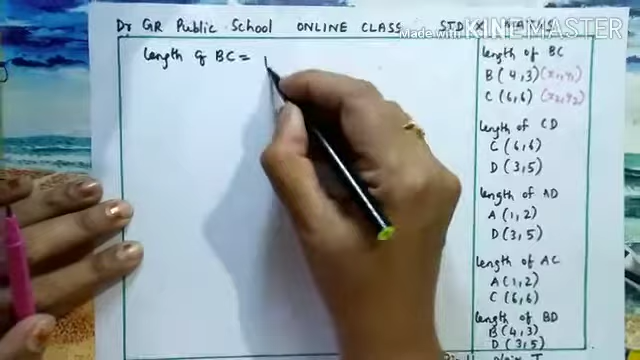 Dr GR Public School ONLINE CLASS STD X MATHS
Made with KINEMASTER
length of BC =
length of BC
B (4,3) (x₁,y₁)
C (6,6) (x₂,y₂)
length of CD
C (6,6)
D (3,5)
length of AD
A (1,2)
D (3,5)
length of AC
A (1,2)
C (6,6)
length of BD
B (4,3)
D (3,5)